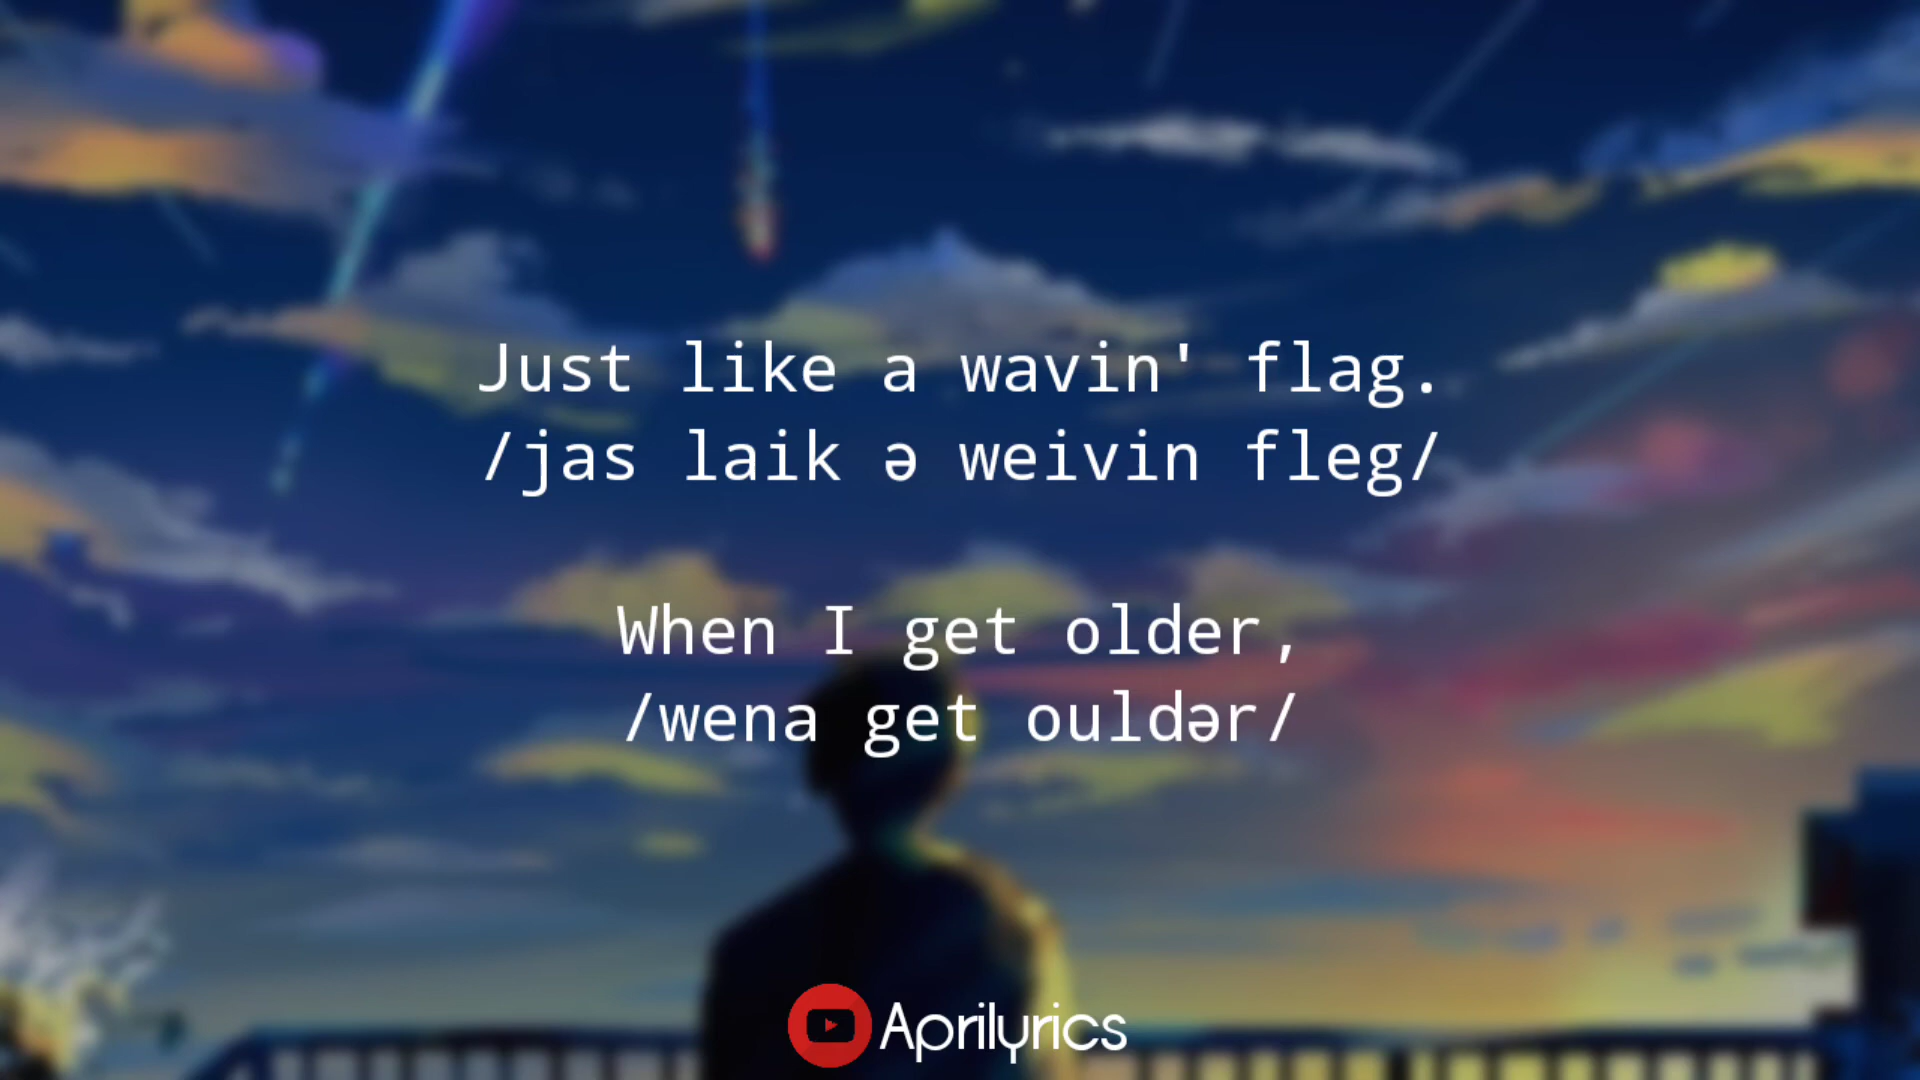 Just like a wavin' flag.
/jas laik ə weivin fleg/
When I get older,
/wena get ouldər/
Aprilyrics